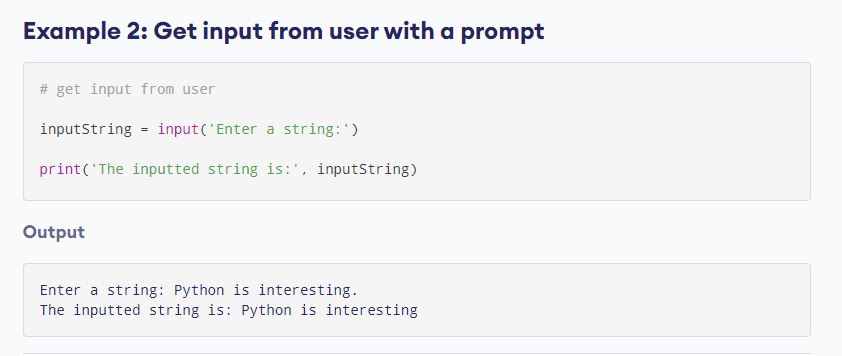 Example 2: Get input from user with a prompt
# get input from user
inputString = input('Enter a string:')
print('The inputted string is:', inputString)
Output
Enter a string: Python is interesting.
The inputted string is: Python is interesting